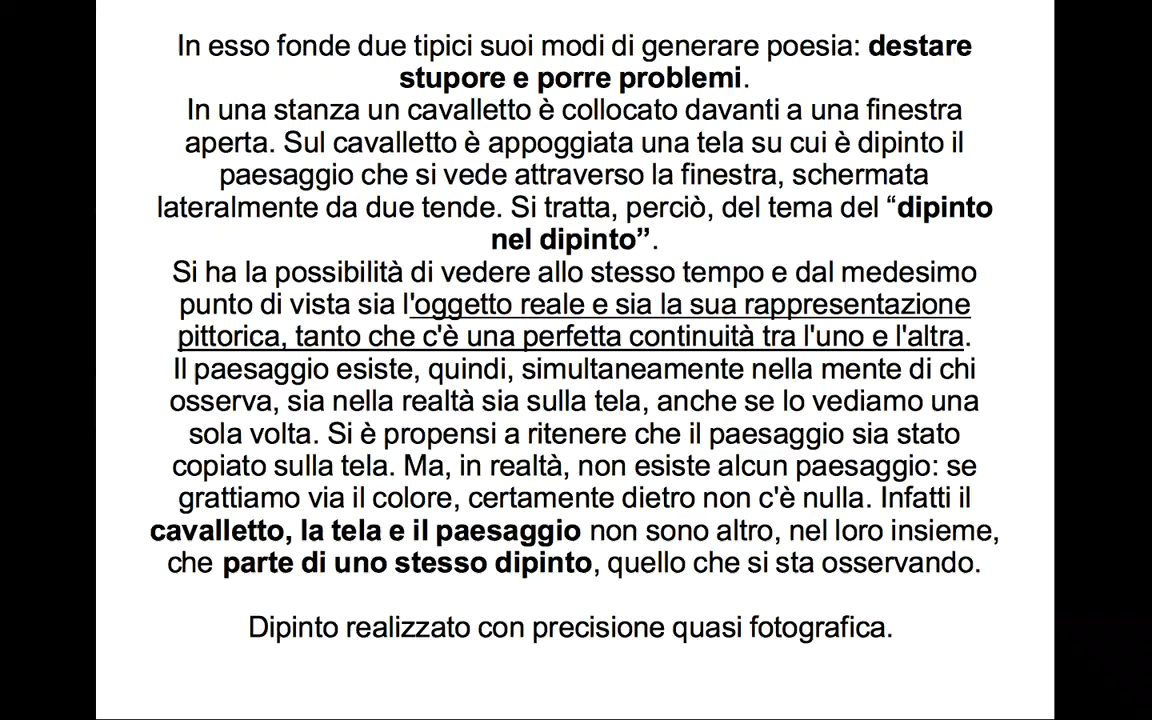 In esso fonde due tipici suoi modi di generare poesia: destare
stupore e porre problemi.
In una stanza un cavalletto è collocato davanti a una finestra
aperta. Sul cavalletto è appoggiata una tela su cui è dipinto il
paesaggio che si vede attraverso la finestra, schermata
lateralmente da due tende. Si tratta, perciò, del tema del “dipinto
nel dipinto”.
Si ha la possibilità di vedere allo stesso tempo e dal medesimo
punto di vista sia l'oggetto reale e sia la sua rappresentazione
pittorica, tanto che c'è una perfetta continuità tra l'uno e l'altra.
Il paesaggio esiste, quindi, simultaneamente nella mente di chi
osserva, sia nella realtà sia sulla tela, anche se lo vediamo una
sola volta. Si è propensi a ritenere che il paesaggio sia stato
copiato sulla tela. Ma, in realtà, non esiste alcun paesaggio: se
grattiamo via il colore, certamente dietro non c'è nulla. Infatti il
cavalletto, la tela e il paesaggio non sono altro, nel loro insieme,
che parte di uno stesso dipinto, quello che si sta osservando.
Dipinto realizzato con precisione quasi fotografica.